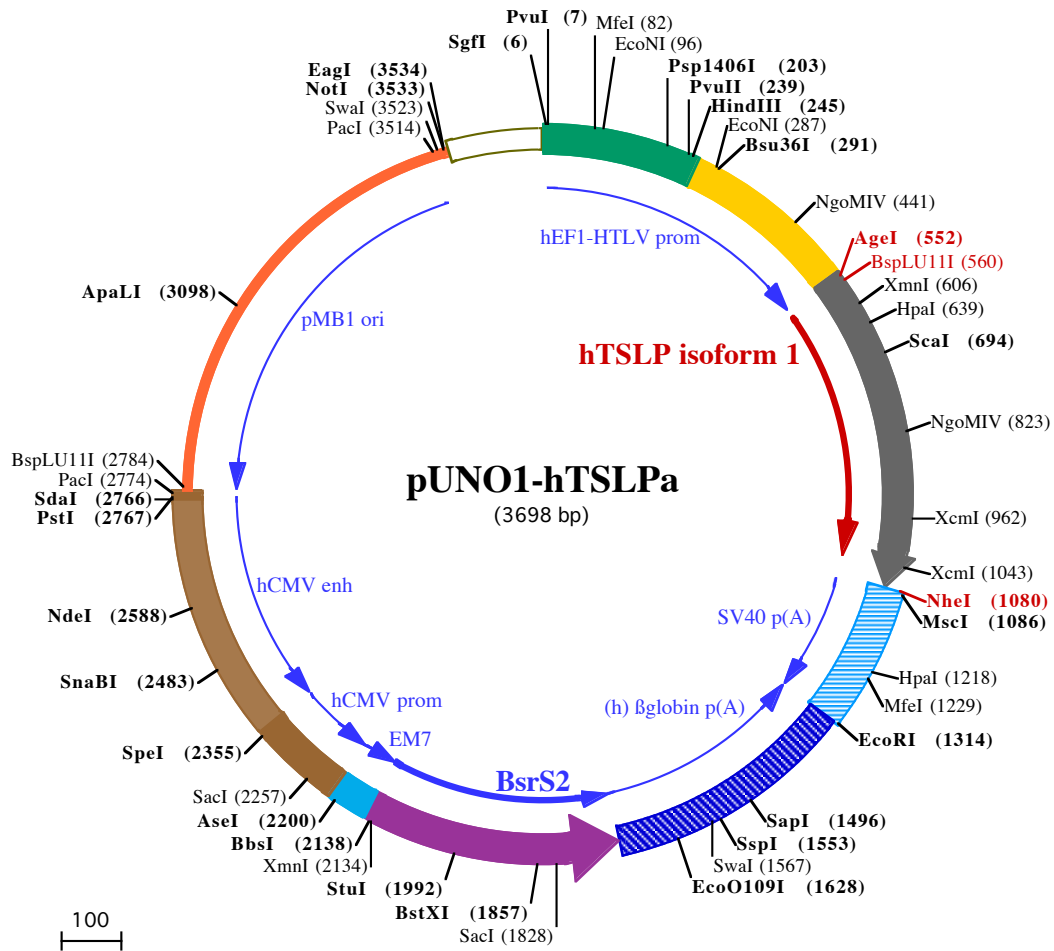 PvuI (7)
SgfI (6)
MfeI (82)
EcoNI (96)
Psp1406I (203)
PvuII (239)
HindIII (245)
EcoNI (287)
Bsu36I (291)
NgoMIV (441)
AgeI (552)
BspLU11I (560)
XmnI (606)
HpaI (639)
ScaI (694)
NgoMIV (823)
XcmI (962)
XcmI (1043)
NheI (1080)
MscI (1086)
HpaI (1218)
MfeI (1229)
EcoRI (1314)
SapI (1496)
SspI (1553)
SwaI (1567)
EcoO109I (1628)
SacI (1828)
BstXI (1857)
StuI (1992)
XmnI (2134)
BbsI (2138)
AseI (2200)
SacI (2257)
SpeI (2355)
SnaBI (2483)
NdeI (2588)
PstI (2767)
SdaI (2766)
PacI (2774)
BspLU11I (2784)
ApaLI (3098)
PacI (3514)
SwaI (3523)
NotI (3533)
EagI (3534)
hEF1-HTLV prom
hTSLP isoform 1
SV40 p(A)
(h) ßglobin p(A)
BsrS2
EM7
hCMV prom
hCMV enh
pMB1 ori
pUNO1-hTSLPa
(3698 bp)
100